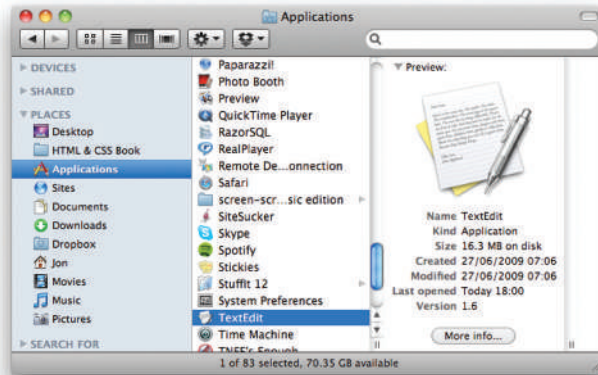 Applications
DEVICES
SHARED
PLACES
Desktop
HTML & CSS Book
Applications
Sites
Documents
Downloads
Dropbox
Jon
Movies
Music
Pictures
SEARCH FOR
Paparazzi!
Photo Booth
Preview
QuickTime Player
RazorSQL
RealPlayer
Remote De...onnection
Safari
screen-scr...sic edition
SiteSucker
Skype
Spotify
Stickies
StuffIt 12
System Preferences
TextEdit
Time Machine
TNEF's Enough
Preview:
Name TextEdit
Kind Application
Size 16.3 MB on disk
Created 27/06/2009 07:06
Modified 27/06/2009 07:06
Last opened Today 18:00
Version 1.6
More info...
1 of 83 selected, 70.35 GB available